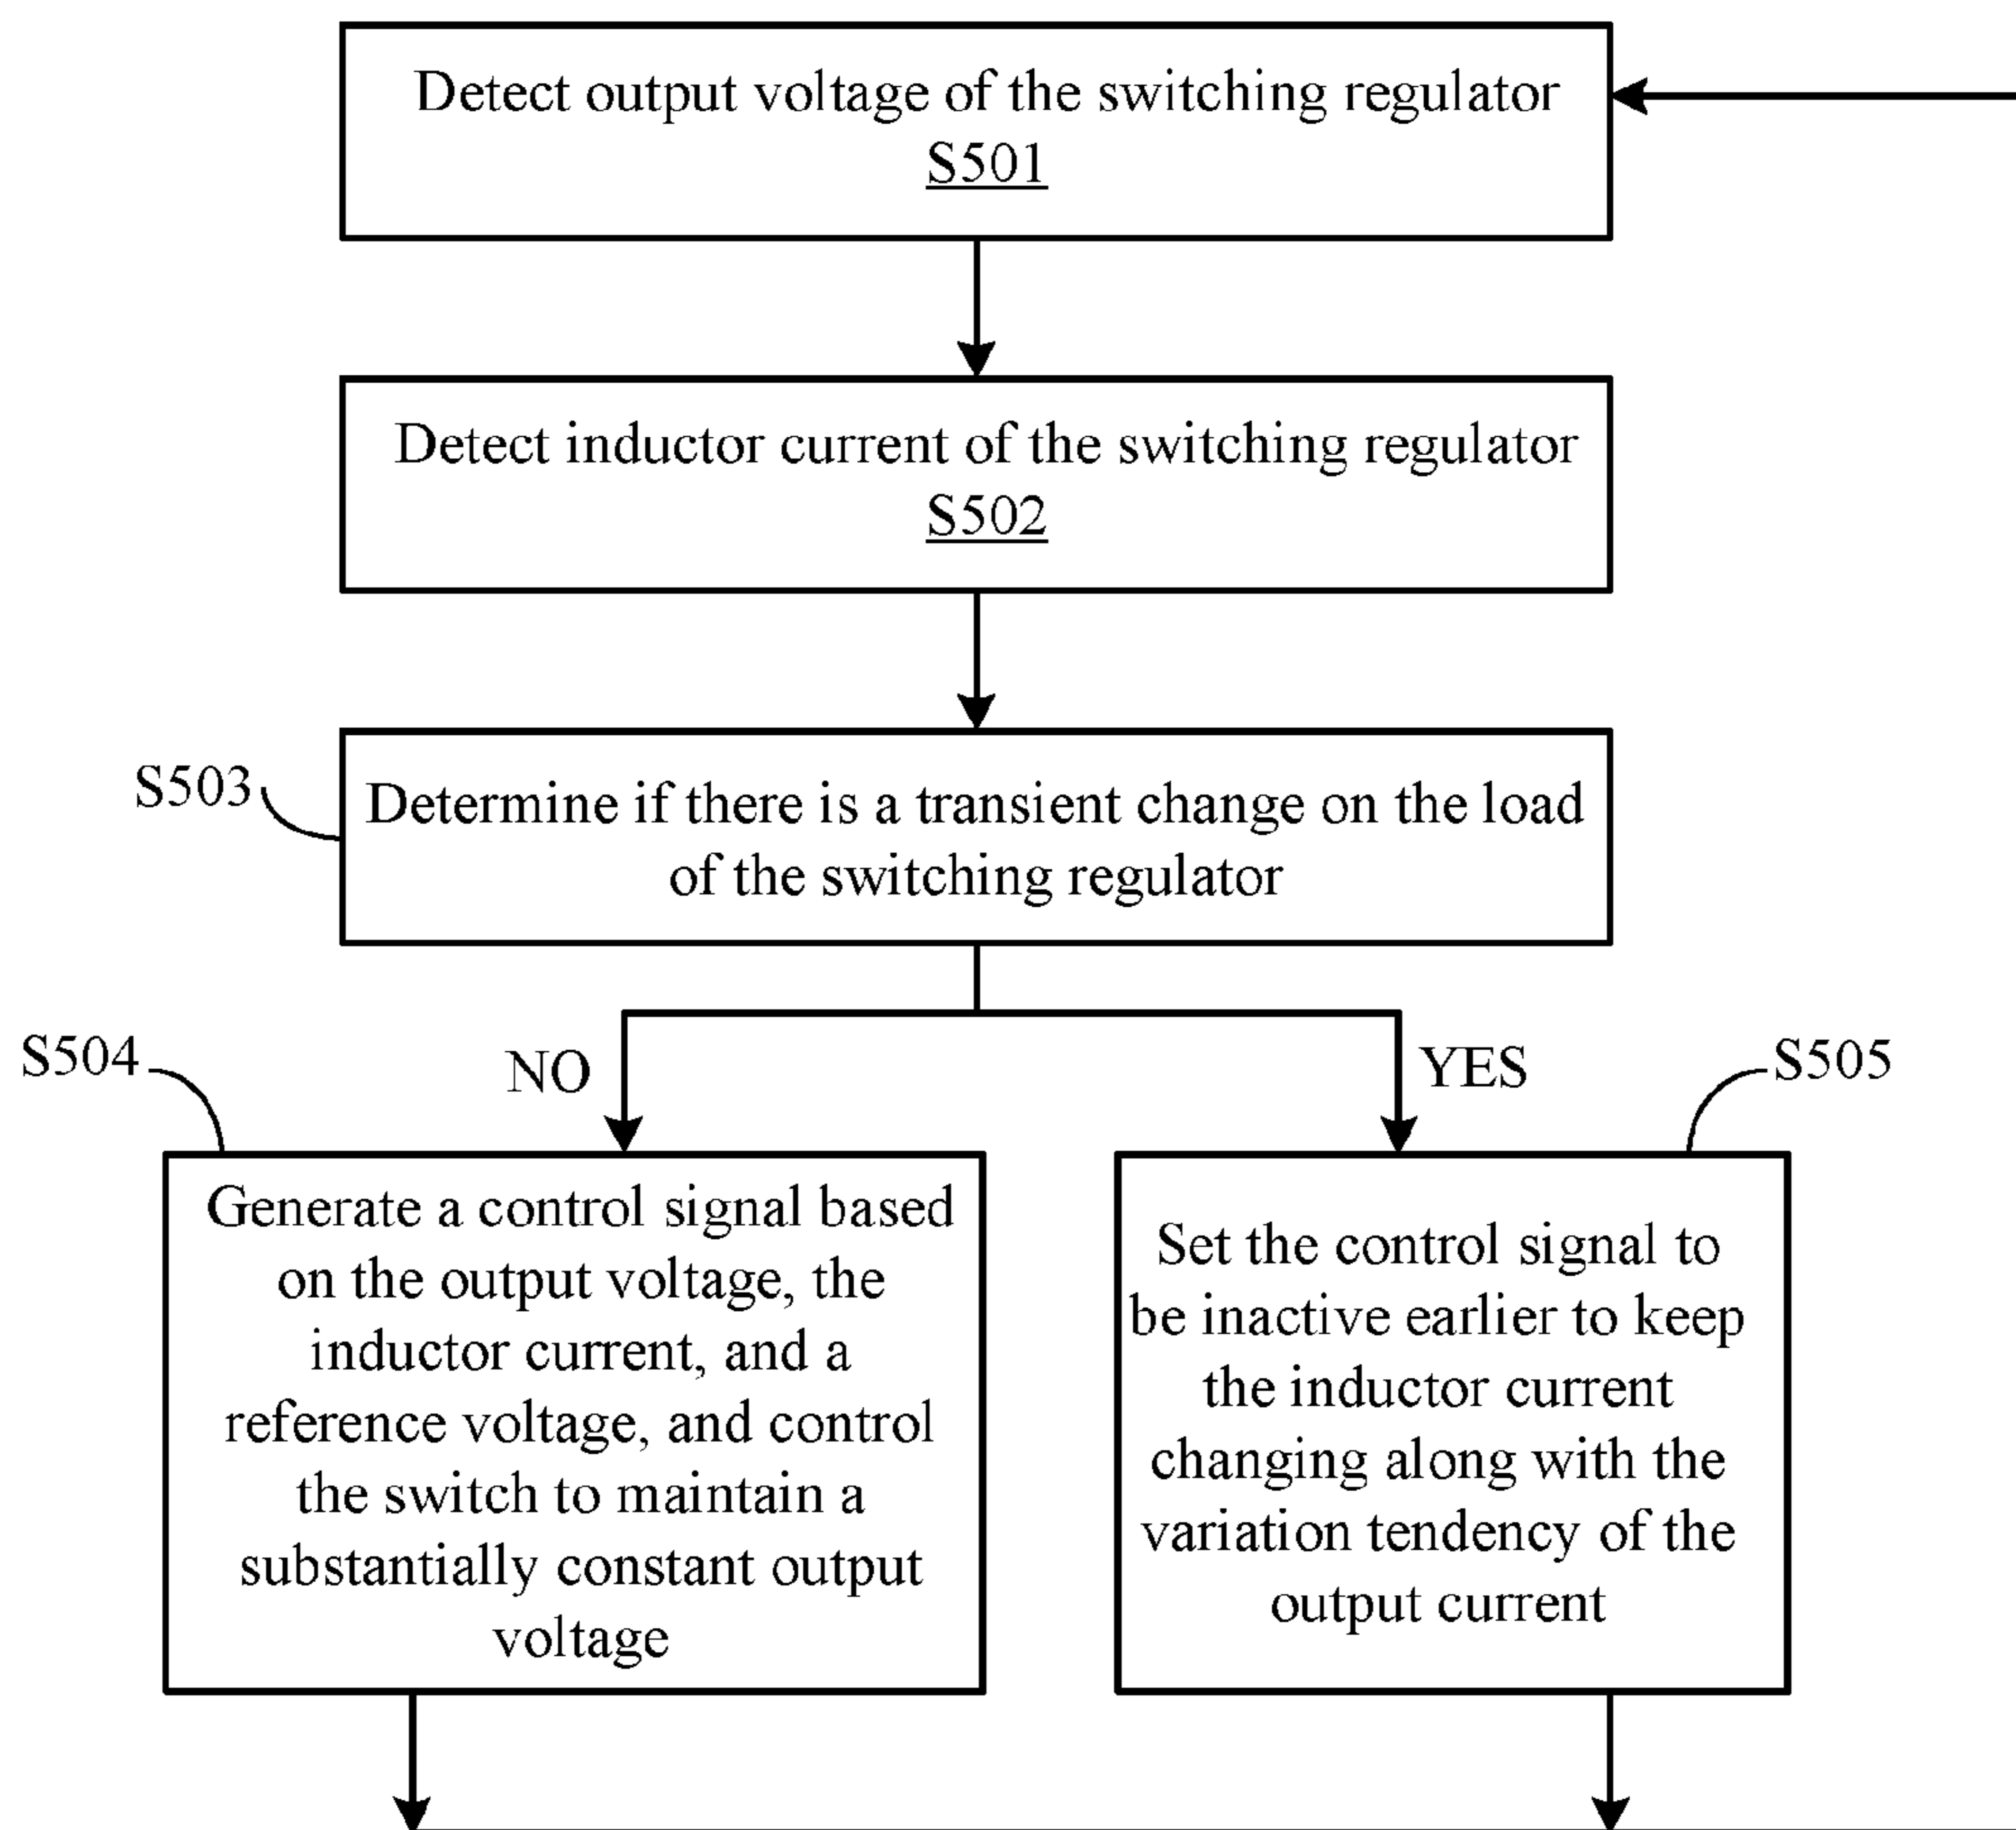 Detect output voltage of the switching regulator
S501
Detect inductor current of the switching regulator
S502
S503
Determine if there is a transient change on the load
of the switching regulator
S504
NO
YES
S505
Generate a control signal based
on the output voltage, the
inductor current, and a
reference voltage, and control
the switch to maintain a
substantially constant output
voltage
Set the control signal to
be inactive earlier to keep
the inductor current
changing along with the
variation tendency of the
output current